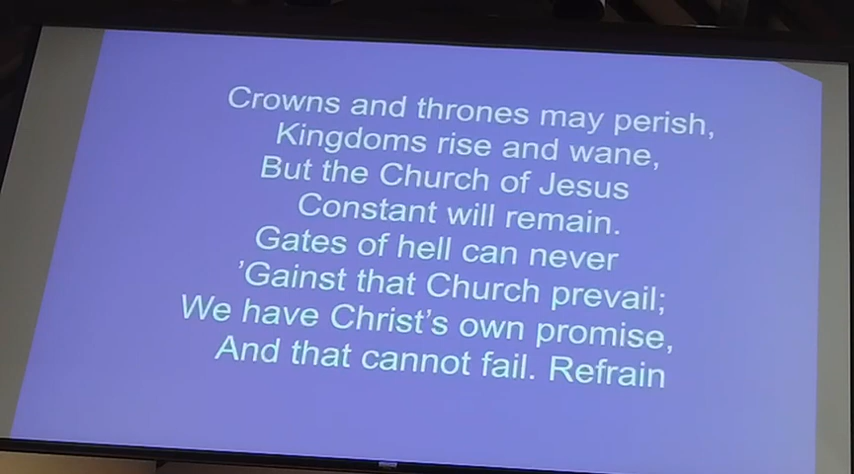 Crowns and thrones may perish,
Kingdoms rise and wane,
But the Church of Jesus
Constant will remain.
Gates of hell can never
’Gainst that Church prevail;
We have Christ’s own promise,
And that cannot fail. Refrain